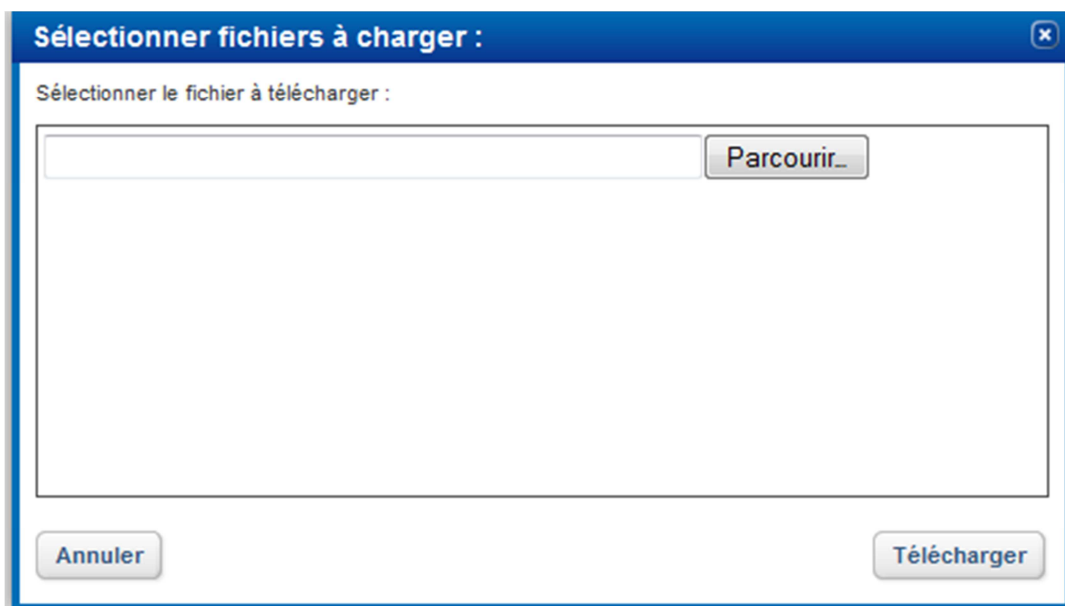 Sélectionner fichiers à charger :
Sélectionner le fichier à télécharger :
Parcourir...
Annuler
Télécharger